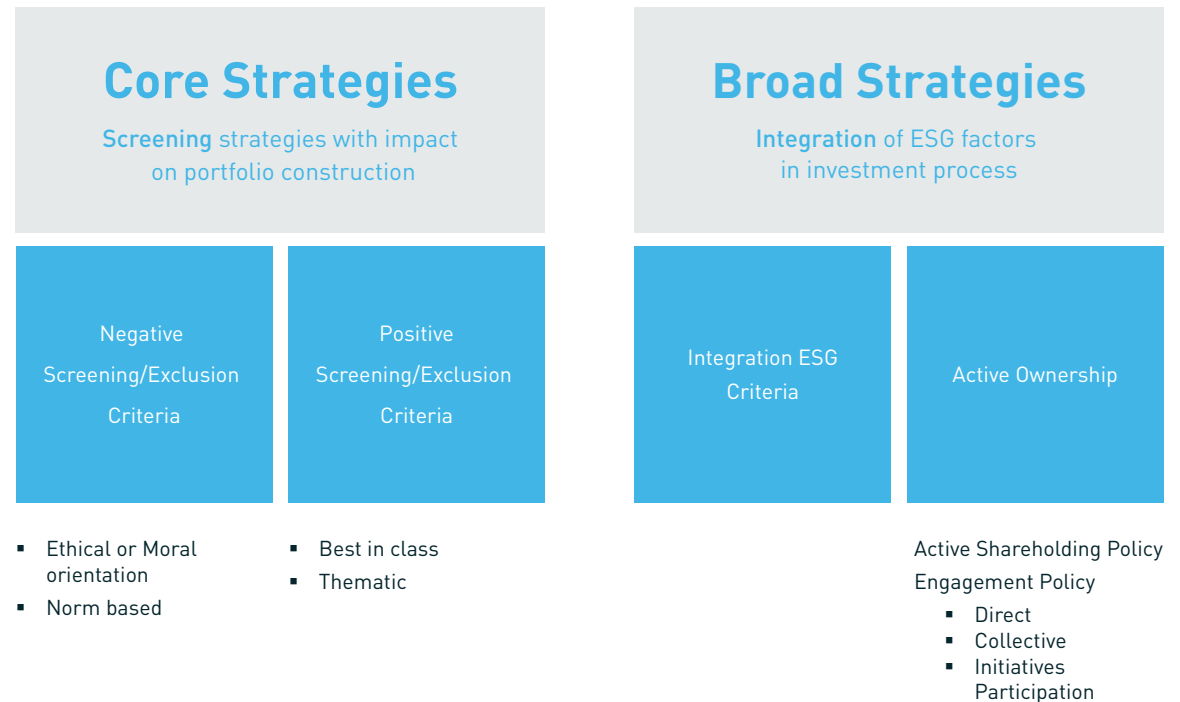 Core Strategies
Screening strategies with impact
on portfolio construction
Negative
Screening/Exclusion
Criteria
Positive
Screening/Exclusion
Criteria
▪ Ethical or Moral
orientation
▪ Norm based
▪ Best in class
▪ Thematic
Broad Strategies
Integration of ESG factors
in investment process
Integration ESG
Criteria
Active Ownership
Active Shareholding Policy
Engagement Policy
▪ Direct
▪ Collective
▪ Initiatives
Participation